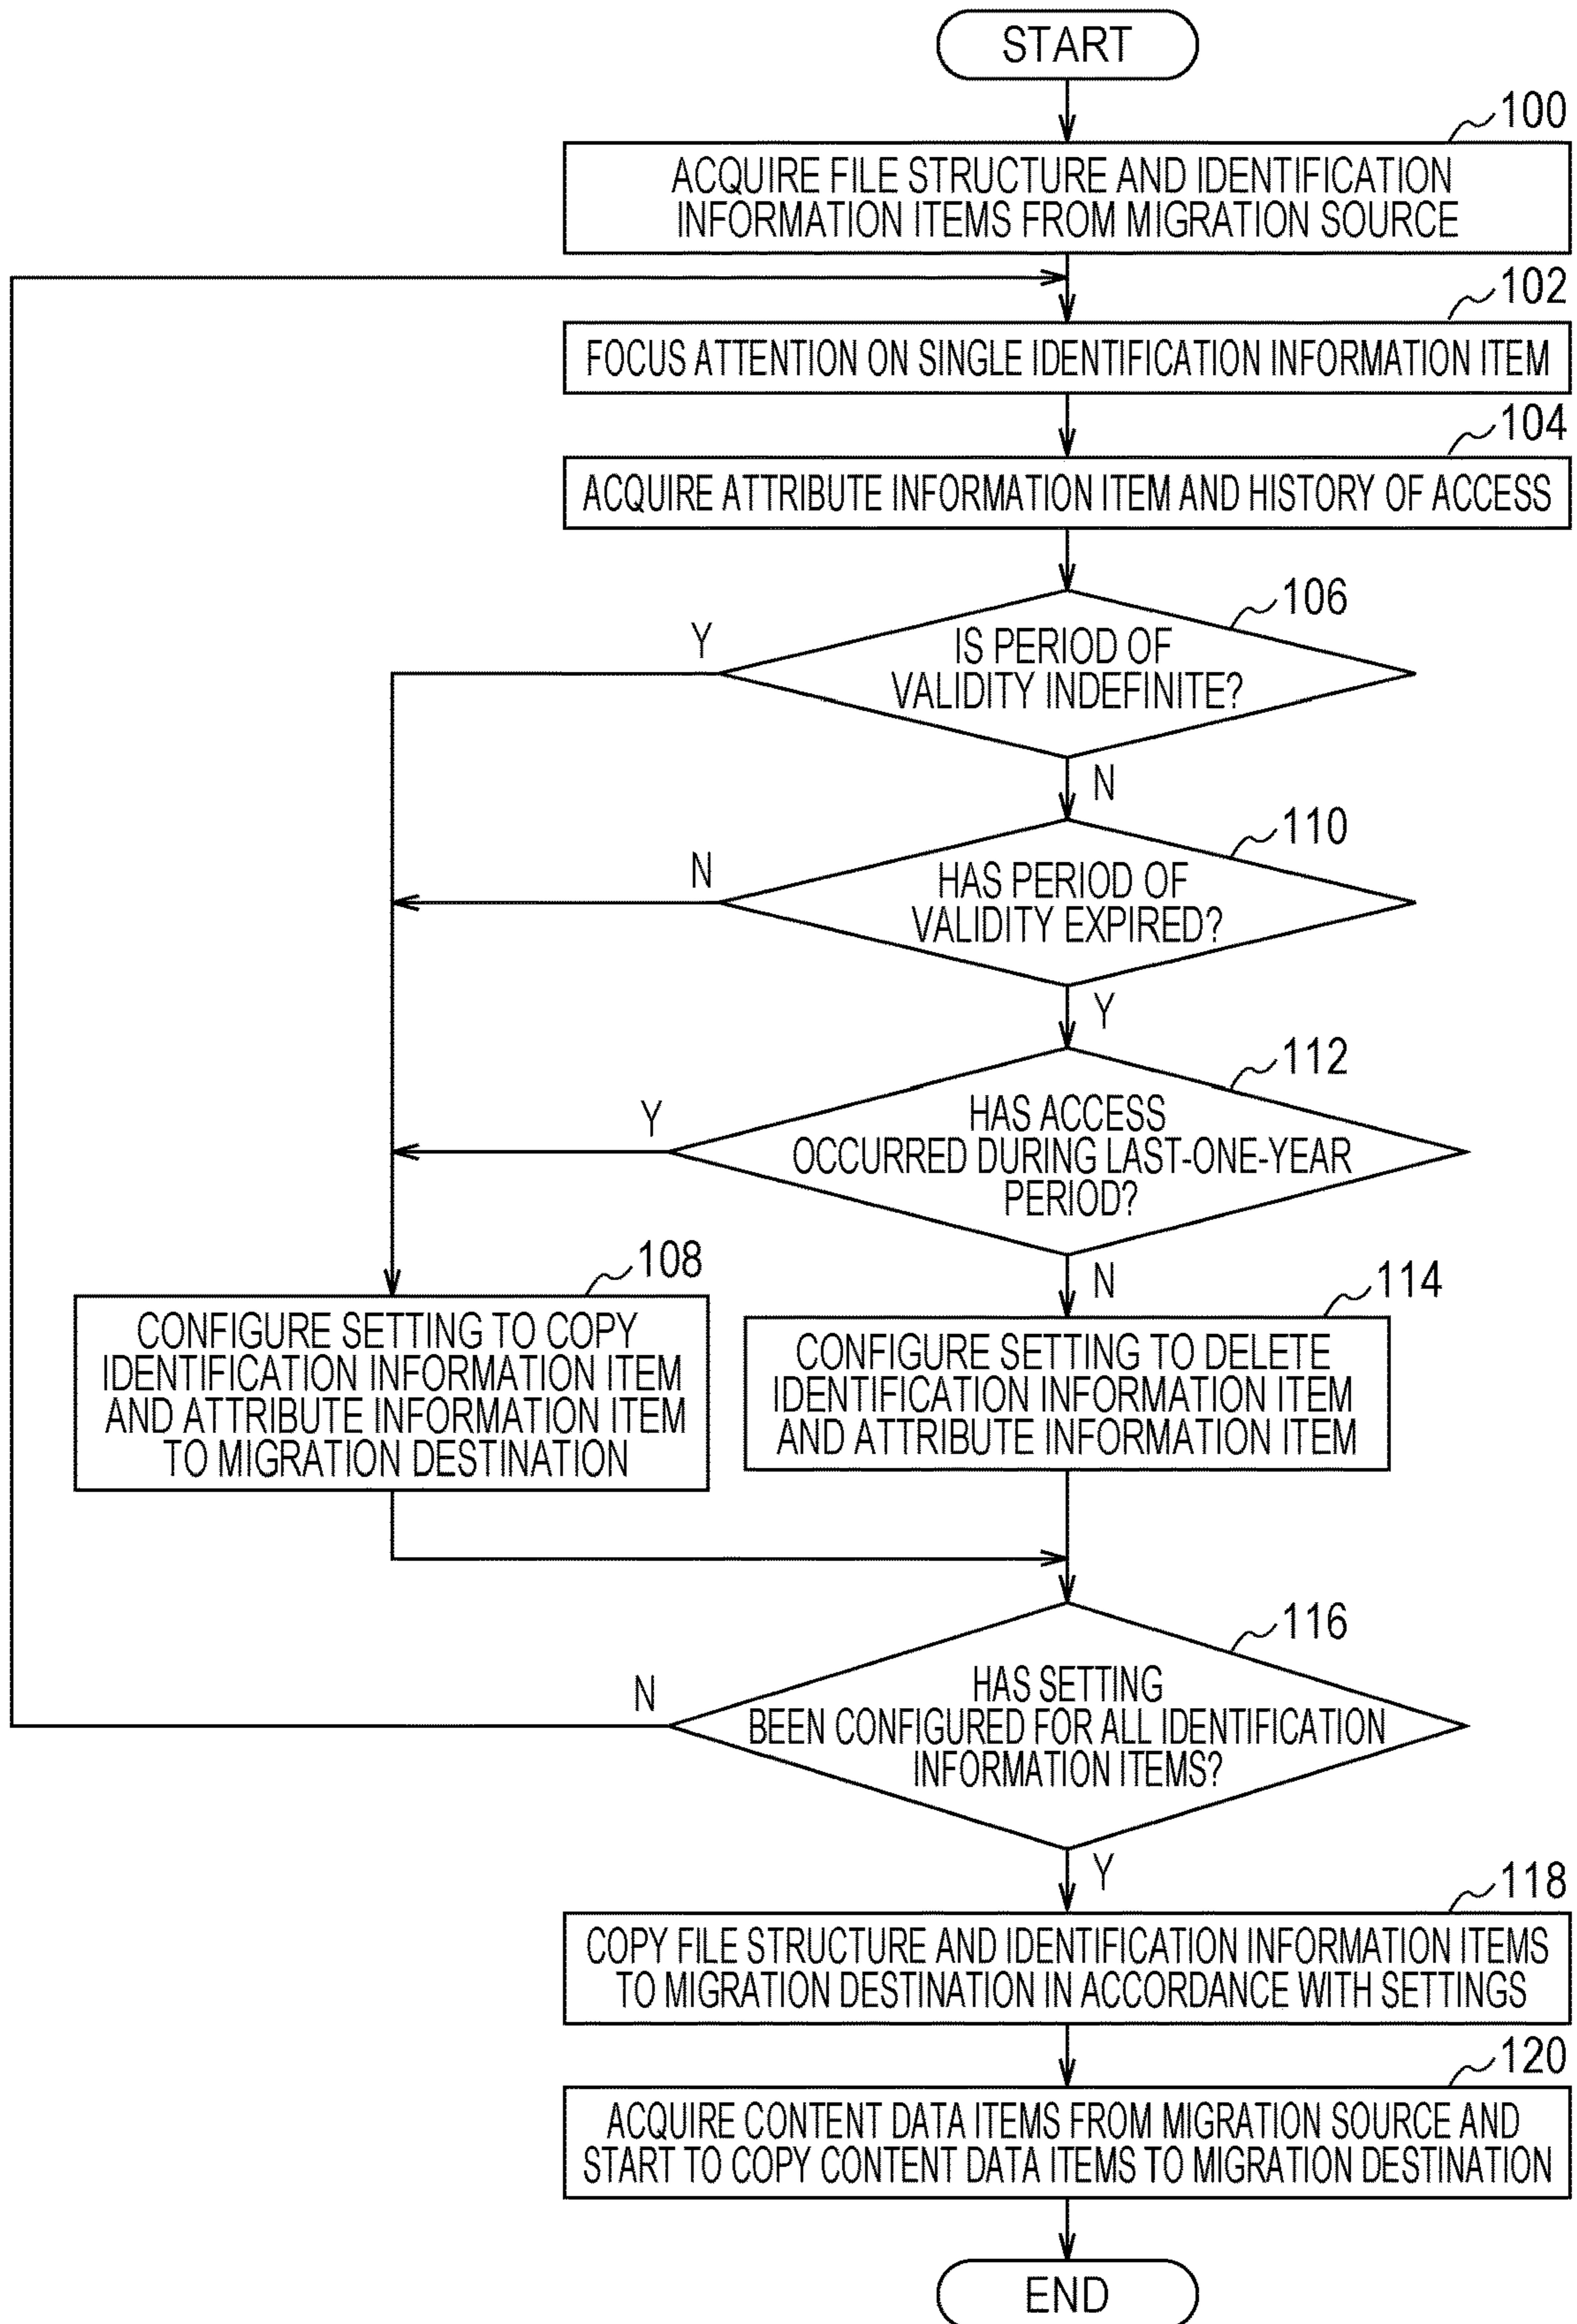 START
100
ACQUIRE FILE STRUCTURE AND IDENTIFICATION
INFORMATION ITEMS FROM MIGRATION SOURCE
102
FOCUS ATTENTION ON SINGLE IDENTIFICATION INFORMATION ITEM
104
ACQUIRE ATTRIBUTE INFORMATION ITEM AND HISTORY OF ACCESS
106
Y
IS PERIOD OF
VALIDITY INDEFINITE?
N
110
N
HAS PERIOD OF
VALIDITY EXPIRED?
Y
112
Y
HAS ACCESS
OCCURRED DURING LAST-ONE-YEAR
PERIOD?
N
108
CONFIGURE SETTING TO COPY
IDENTIFICATION INFORMATION ITEM
AND ATTRIBUTE INFORMATION ITEM
TO MIGRATION DESTINATION
114
CONFIGURE SETTING TO DELETE
IDENTIFICATION INFORMATION ITEM
AND ATTRIBUTE INFORMATION ITEM
116
N
HAS SETTING
BEEN CONFIGURED FOR ALL IDENTIFICATION
INFORMATION ITEMS?
Y
118
COPY FILE STRUCTURE AND IDENTIFICATION INFORMATION ITEMS
TO MIGRATION DESTINATION IN ACCORDANCE WITH SETTINGS
120
ACQUIRE CONTENT DATA ITEMS FROM MIGRATION SOURCE AND
START TO COPY CONTENT DATA ITEMS TO MIGRATION DESTINATION
END